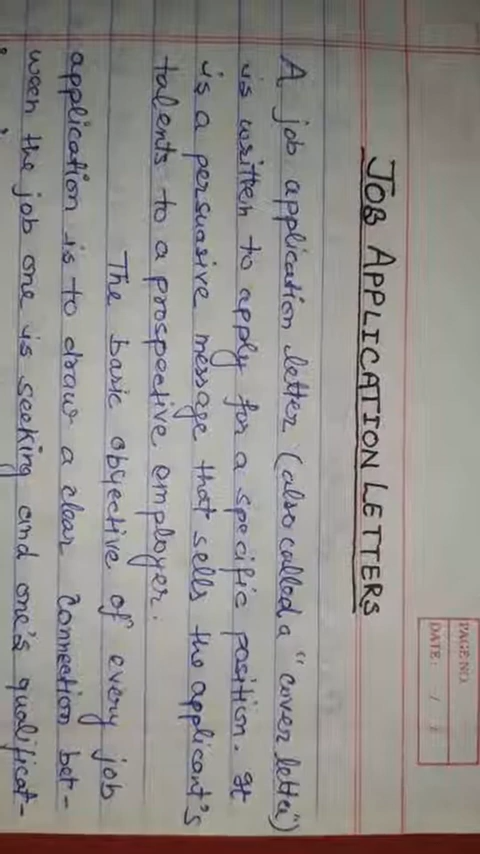 PAGE NO.
DATE: / /
JOB APPLICATION LETTERS
A job application letter (also called a "cover letter")
is written to apply for a specific position. It
is a persuasive message that sells the applicant's
talents to a prospective employer.
The basic objective of every job
application is to draw a clear connection bet-
ween the job one is seeking and one's qualificat-